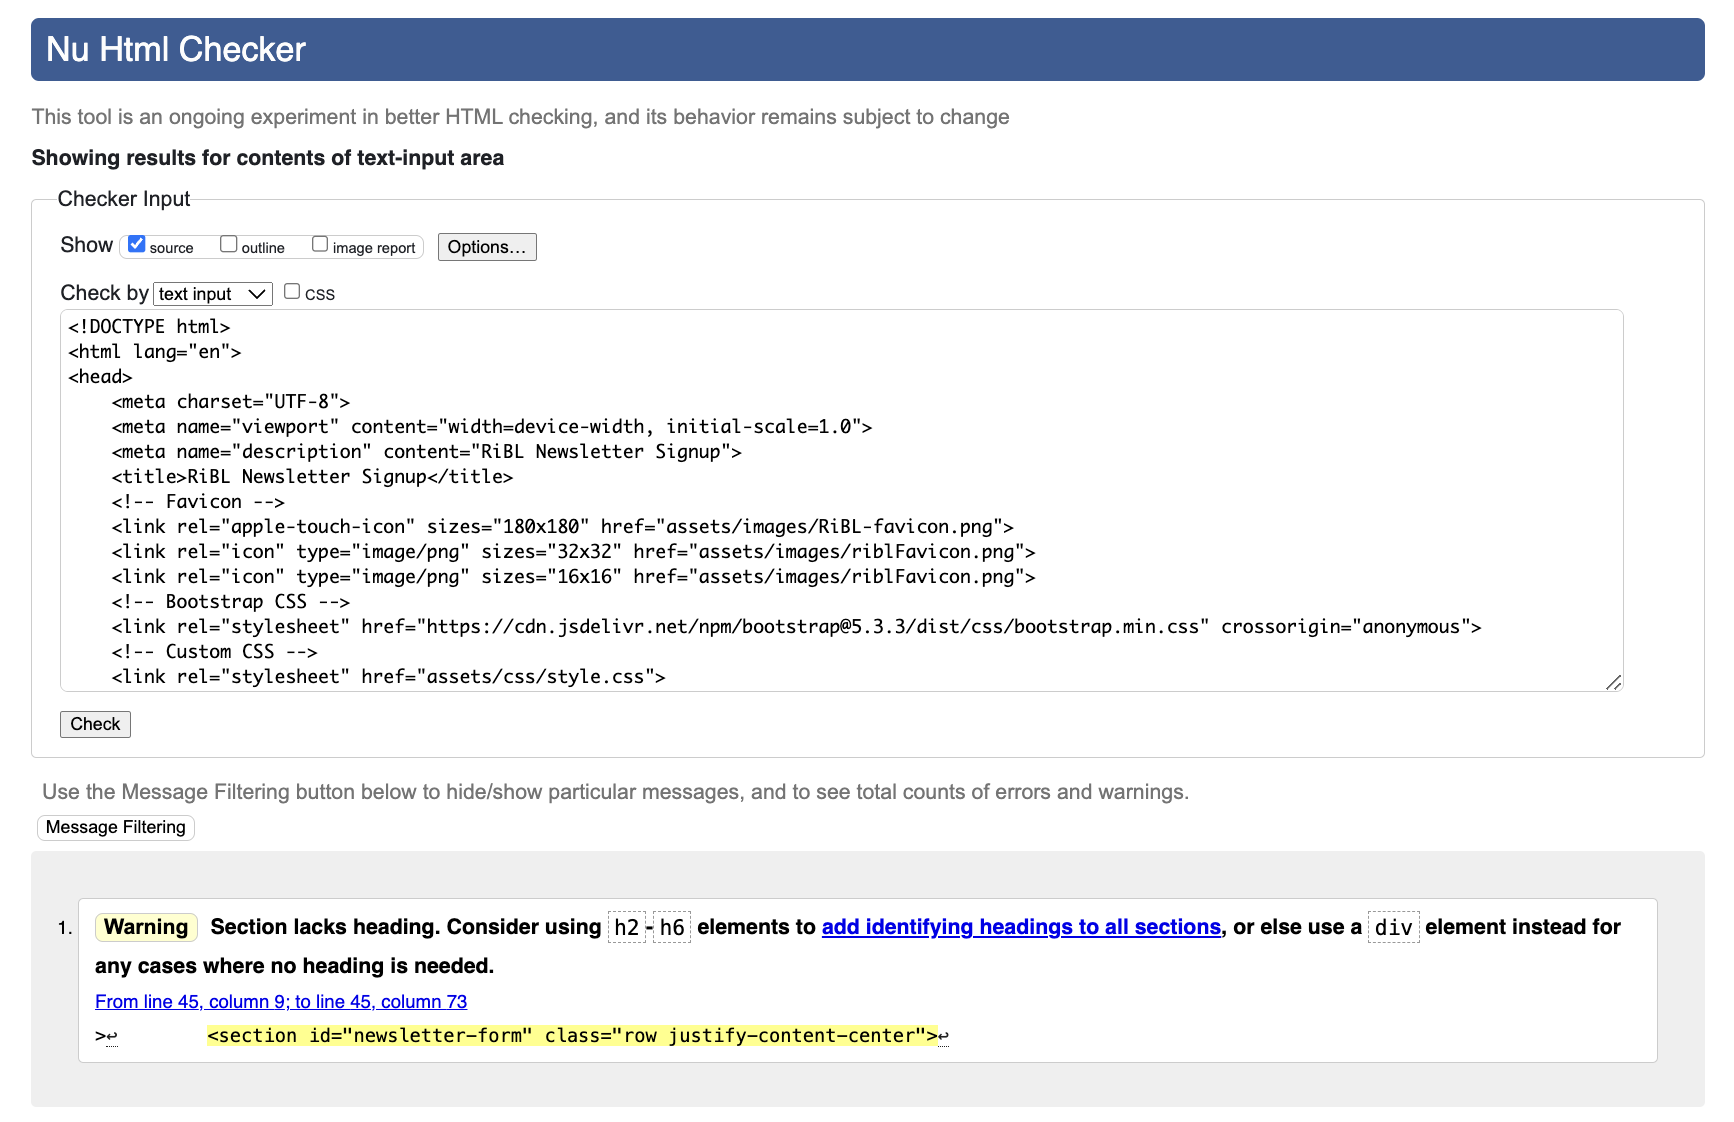 Nu Html Checker
This tool is an ongoing experiment in better HTML checking, and its behavior remains subject to change
Showing results for contents of text-input area
Checker Input
Show source outline image report Options...
Check by text input css
<!DOCTYPE html>
<html lang="en">
<head>
    <meta charset="UTF-8">
    <meta name="viewport" content="width=device-width, initial-scale=1.0">
    <meta name="description" content="RiBL Newsletter Signup">
    <title>RiBL Newsletter Signup</title>
    <!-- Favicon -->
    <link rel="apple-touch-icon" sizes="180x180" href="assets/images/RiBL-favicon.png">
    <link rel="icon" type="image/png" sizes="32x32" href="assets/images/riblFavicon.png">
    <link rel="icon" type="image/png" sizes="16x16" href="assets/images/riblFavicon.png">
    <!-- Bootstrap CSS -->
    <link rel="stylesheet" href="https://cdn.jsdelivr.net/npm/bootstrap@5.3.3/dist/css/bootstrap.min.css" crossorigin="anonymous">
    <!-- Custom CSS -->
    <link rel="stylesheet" href="assets/css/style.css">
Check
Use the Message Filtering button below to hide/show particular messages, and to see total counts of errors and warnings.
Message Filtering
1. Warning Section lacks heading. Consider using h2-h6 elements to add identifying headings to all sections, or else use a div element instead for
any cases where no heading is needed.
From line 45, column 9; to line 45, column 73
>↩ <section id="newsletter-form" class="row justify-content-center">↩